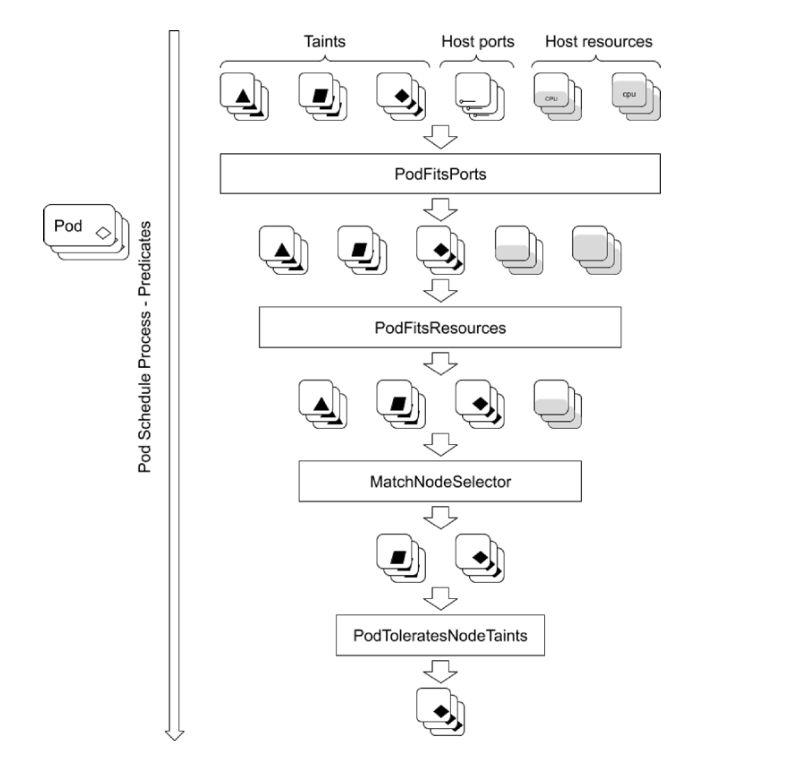 Taints
Host ports
Host resources
CPU
cpu
PodFitsPorts
Pod
Pod Schedule Process - Predicates
PodFitsResources
MatchNodeSelector
PodToleratesNodeTaints